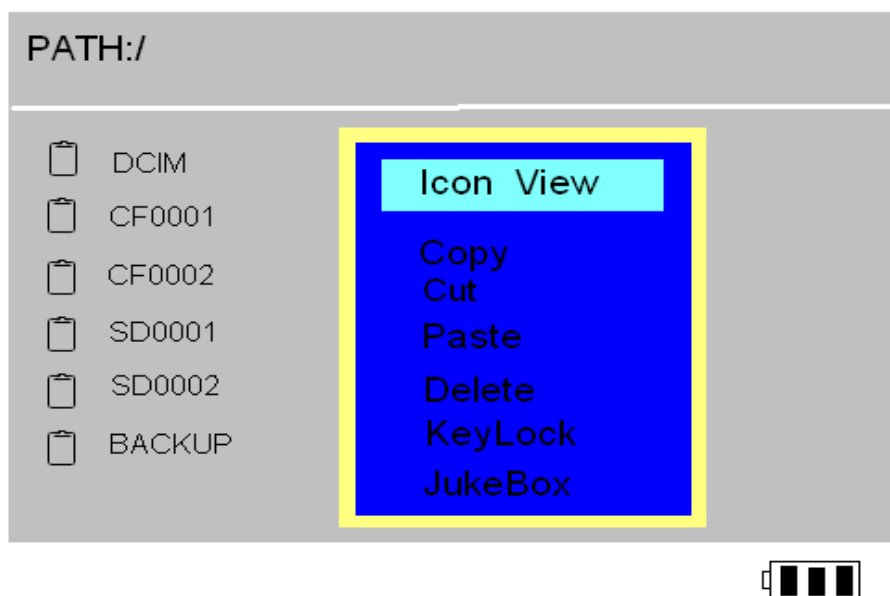 PATH:/
DCIM
CF0001
CF0002
SD0001
SD0002
BACKUP
Icon View
Copy
Cut
Paste
Delete
KeyLock
JukeBox